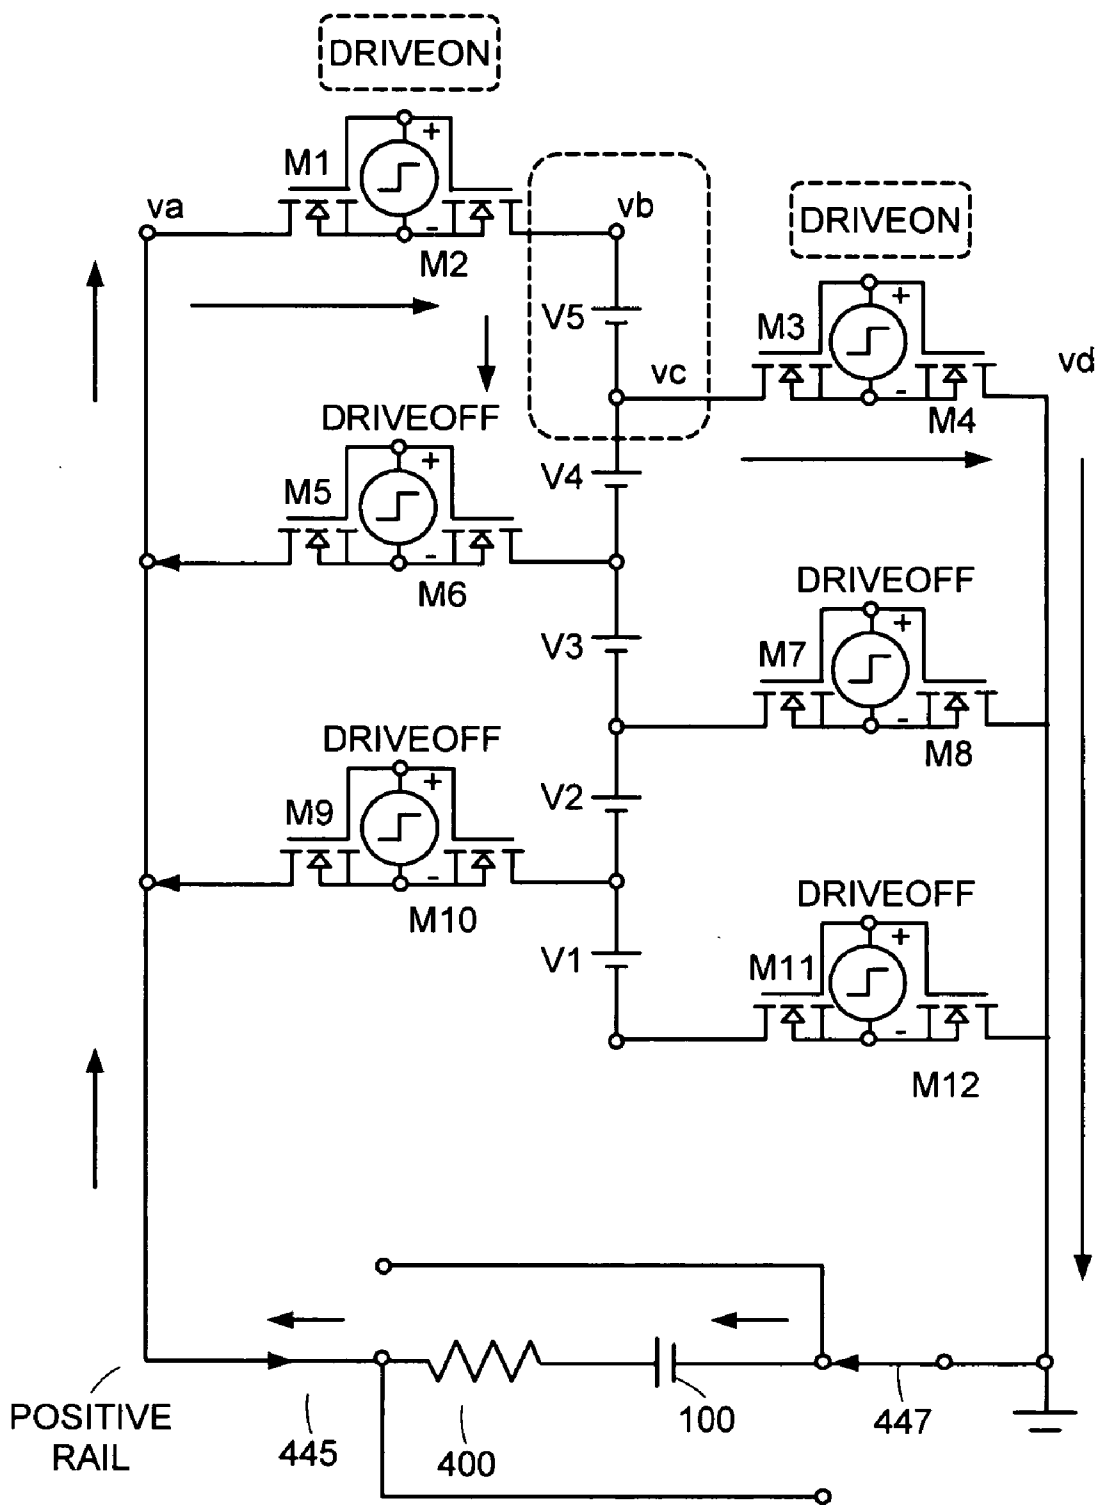 DRIVEON
M1
+
va
-
M2
vb
DRIVEON
V5
M3
+
vd
vc
-
M4
DRIVEOFF
V4
M5
+
-
M6
DRIVEOFF
V3
M7
+
-
M8
DRIVEOFF
V2
M9
+
-
M10
DRIVEOFF
V1
M11
+
-
M12
POSITIVE
RAIL
445
400
100
447